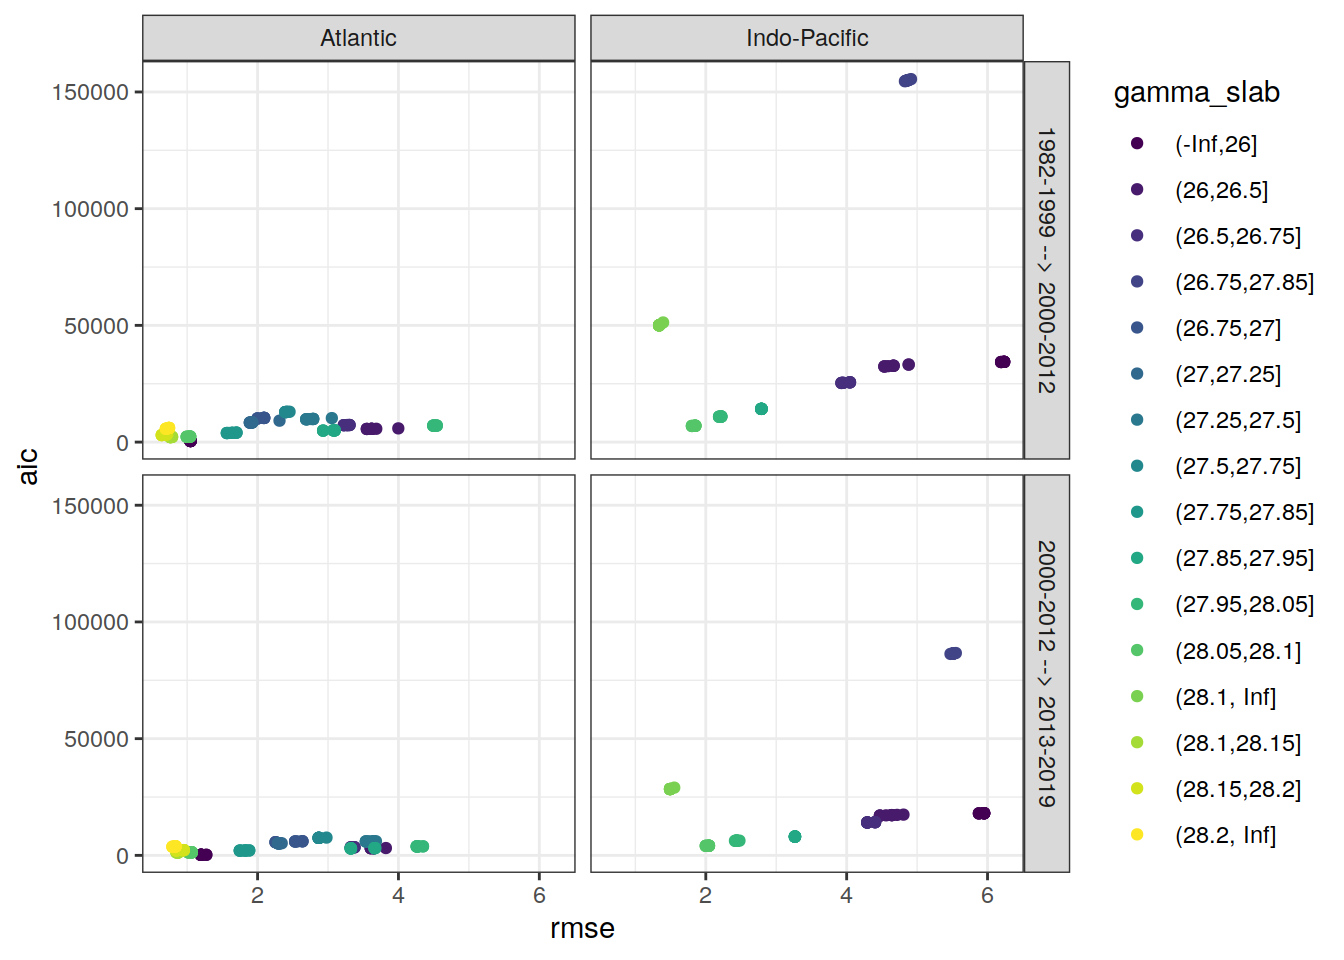 Atlantic
Indo-Pacific
150000
100000
50000
0
1982-1999 --> 2000-2012
150000
100000
50000
0
2000-2012 --> 2013-2019
2
4
6
2
4
6
rmse
aic
gamma_slab
(-Inf,26]
(26,26.5]
(26.5,26.75]
(26.75,27.85]
(26.75,27]
(27,27.25]
(27.25,27.5]
(27.5,27.75]
(27.75,27.85]
(27.85,27.95]
(27.95,28.05]
(28.05,28.1]
(28.1, Inf]
(28.1,28.15]
(28.15,28.2]
(28.2, Inf]